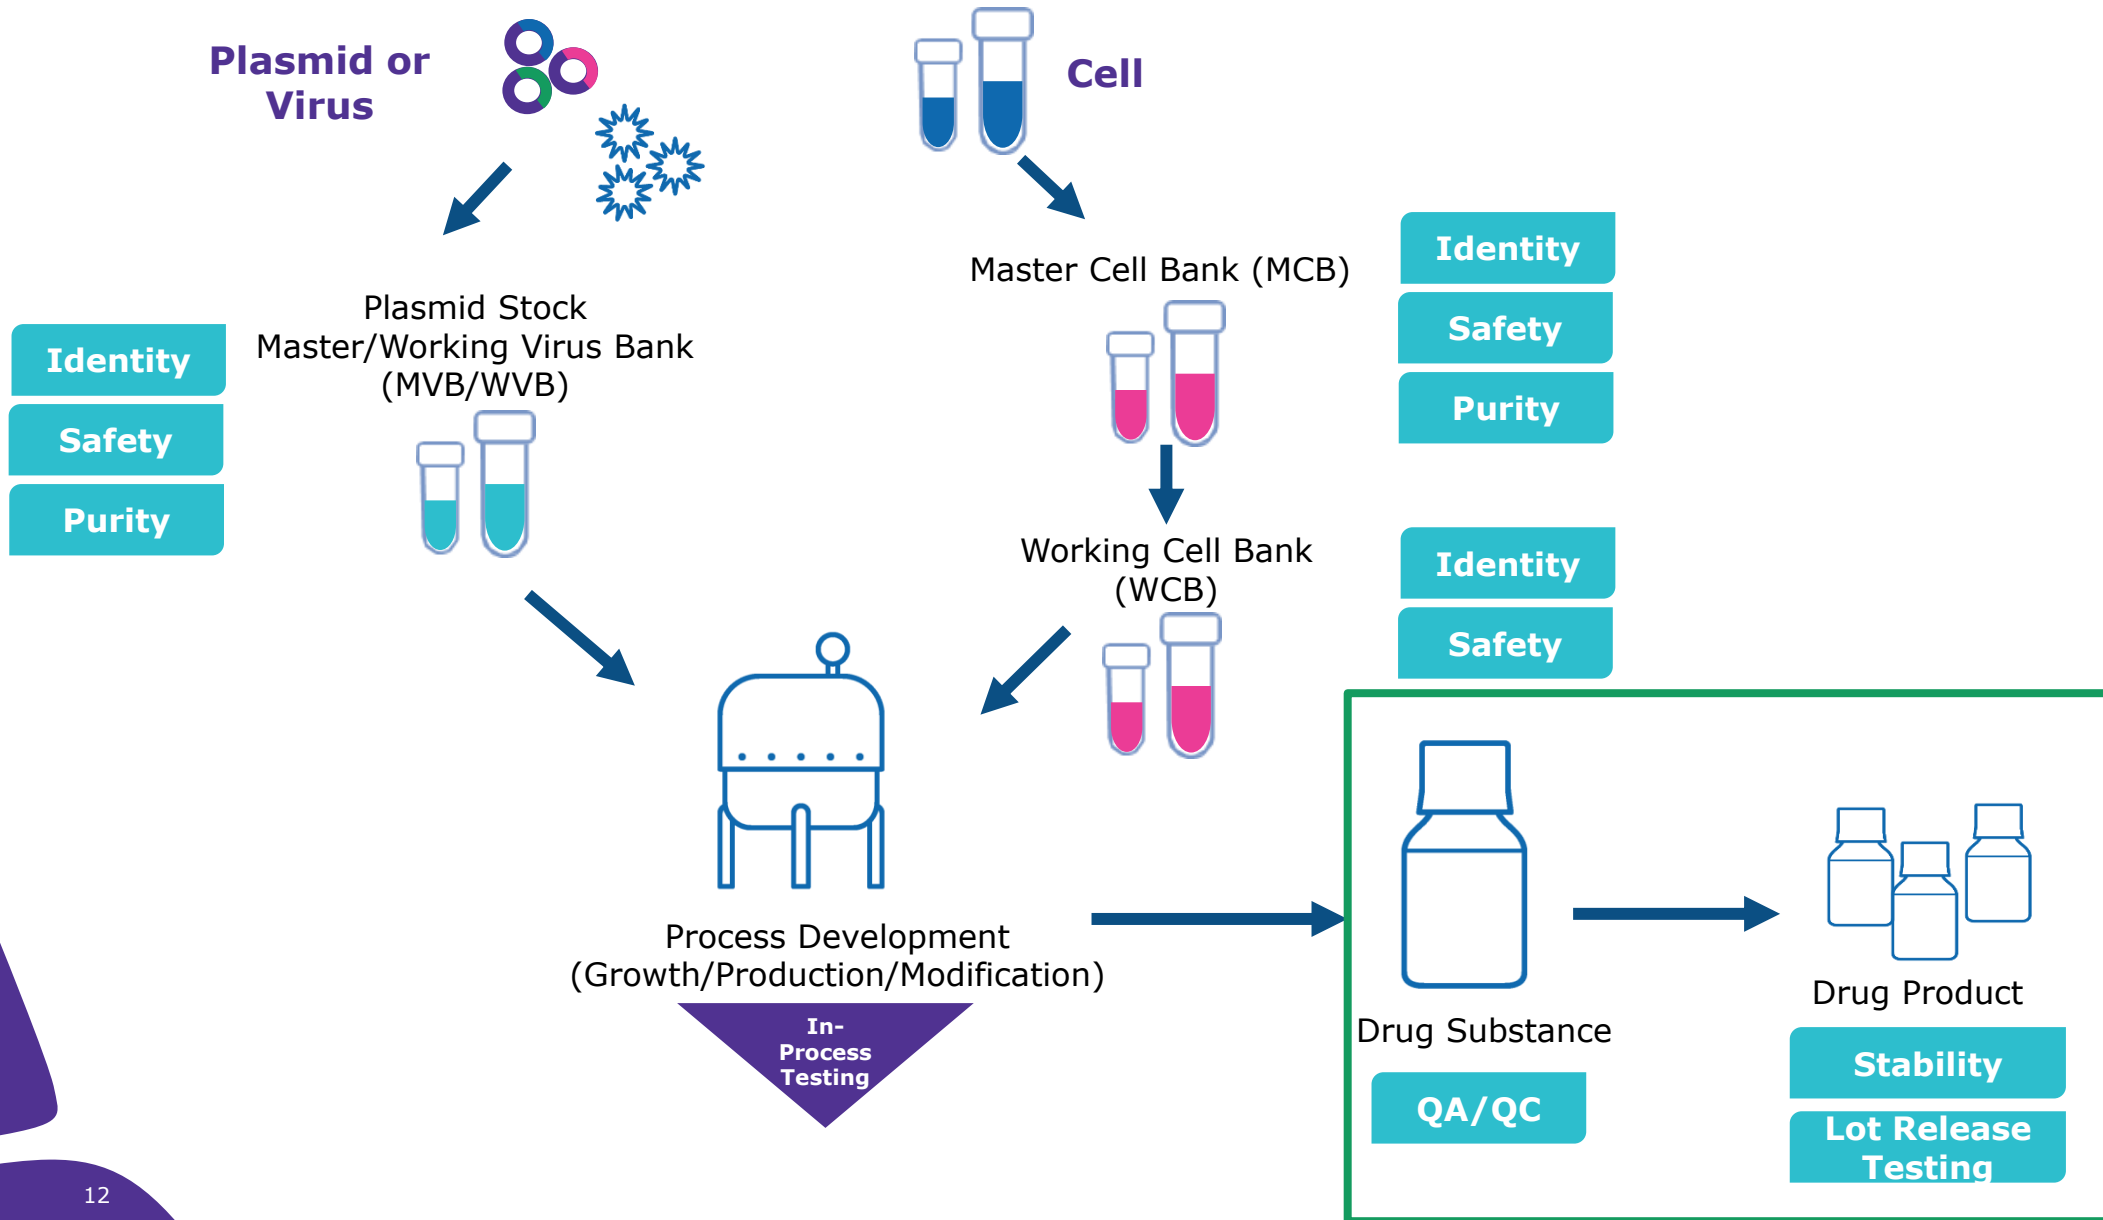 Plasmid or
Virus
Cell
Master Cell Bank (MCB)
Identity
Safety
Purity
Plasmid Stock
Master/Working Virus Bank
(MVB/WVB)
Identity
Safety
Purity
Working Cell Bank
(WCB)
Identity
Safety
Process Development
(Growth/Production/Modification)
In-
Process
Testing
Drug Substance
QA/QC
Drug Product
Stability
Lot Release
Testing
12